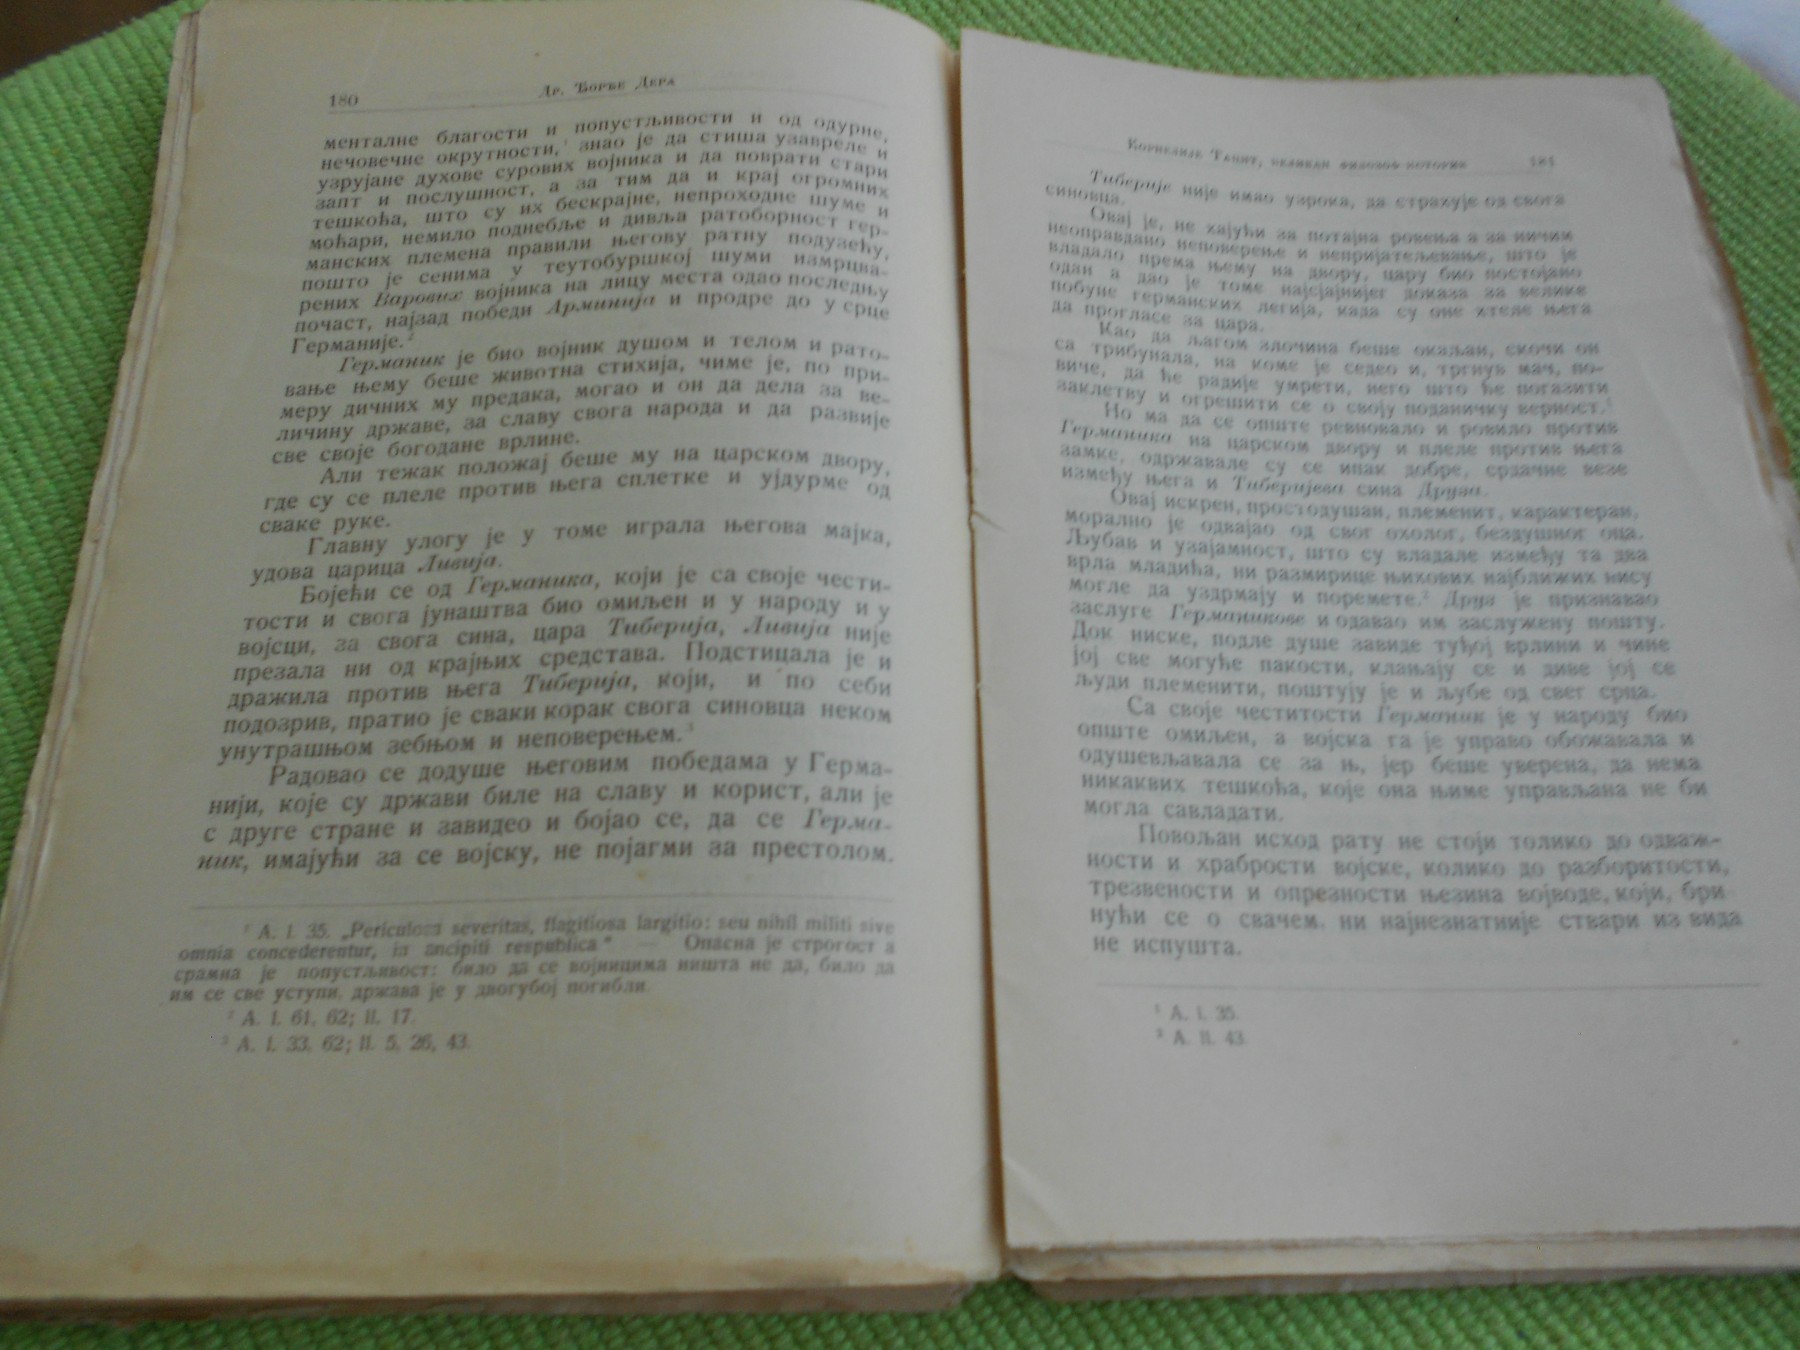 180
Др. Ђорђе Дера
менталне благости и попустљивости и од одурне,
нечовечне окрутности,¹ знао је да стиша узавреле и
узрујане духове сурових војника и да поврати стари
запт и послушност, а за тим да и крај огромних
тешкоћа, што су их бескрајне, непроходне шуме и
моћари, немило поднебље и дивља ратоборност гер-
манских племена правили његову ратну подузећу,
пошто је сенима у теутобуршкој шуми измрцва-
рених Варових војника на лицу места одао последњу
почаст, најзад победи Арминија и продре до у срце
Германије.²
Германик је био војник душом и телом и рато-
вање њему беше животна стихија, чиме је, по при-
меру дичних му предака, могао и он да дела за ве-
личину државе, за славу свога народа и да развије
све своје богодане врлине.
Али тежак положај беше му на царском двору,
где су се плеле против њега сплетке и ујдурме од
сваке руке.
Главну улогу је у томе играла његова мајка,
удова царица Ливија.
Бојећи се од Германика, који је са своје чести-
тости и свога јунаштва био омиљен и у народу и у
војсци, за свога сина, цара Тиберија, Ливија није
презала ни од крајњих средстава. Подстицала је и
дражила против њега Тиберија, који, и по себи
подозрив, пратио је сваки корак свога синовца неком
унутрашњом зебњом и неповерењем.³
Радовао се додуше његовим победама у Герма-
нији, које су држави биле на славу и корист, али је
с друге стране и завидео и бојао се, да се Герма-
ник, имајући за се војску, не појагми за престолом.
¹ A. I. 35. „Periculosa severitas, flagitiosa largitio: seu nihil militi sive
omnia concederentur, in ancipiti respublica“ — Опасна је строгост а
срамна је попустљивост: било да се војницима ништа не да, било да
им се све уступи, држава је у двогубој погибли.
² A. I. 61, 62; II. 17.
³ A. I. 33, 62; II. 5, 26, 43.
Корнелије Тацит, велики филозоф историк
181
Тиберије није имао узрока, да страхује од свога
синовца.
Овај је, не хајући за потајна ровења а за ничим
неоправдано неповерење и непријатељевање, што је
владало према њему на двору, цару био постојано
одан а дао је томе најсјајнијег доказа за велике
побуне германских легија, када су оне хтеле њега
да прогласе за цара.
Као да љагом злочина беше окаљан, скочи он
са трибунала, на коме је седео и, тргнув мач, по-
виче, да ће радије умрети, него што ће погазити
заклетву и огрешити се о своју поданичку верност.¹
Но ма да се опште ревновало и ровило против
Германика на царском двору и плеле против њега
замке, одржавале су се ипак добре, срдачне везе
између њега и Тиберијева сина Друза.
Овај искрен, простодушан, племенит, карактеран,
морално је одвајао од свог охолог, бездушног оца.
Љубав и узајамност, што су владале између та два
врла младића, ни размирице њихових најближих нису
могле да уздрмају и поремете.² Друз је признавао
заслуге Германикове и одавао им заслужену пошту.
Док ниске, подле душе завиде туђој врлини и чине
јој све могуће пакости, клањају се и диве јој се
људи племенити, поштују је и љубе од свег срца.
Са своје честитости Германик је у народу био
опште омиљен, а војска га је управо обожавала и
одушевљавала се за њ, јер беше уверена, да нема
никаквих тешкоћа, које она њиме управљана не би
могла савладати.
Повољан исход рату не стоји толико до одваж-
ности и храбрости војске, колико до разборитости,
трезвености и опрезности њезина војводе, који, бри
нући се о свачем, ни најнезнатније ствари из вида
не испушта.
¹ A. I. 35.
² A. II. 43.